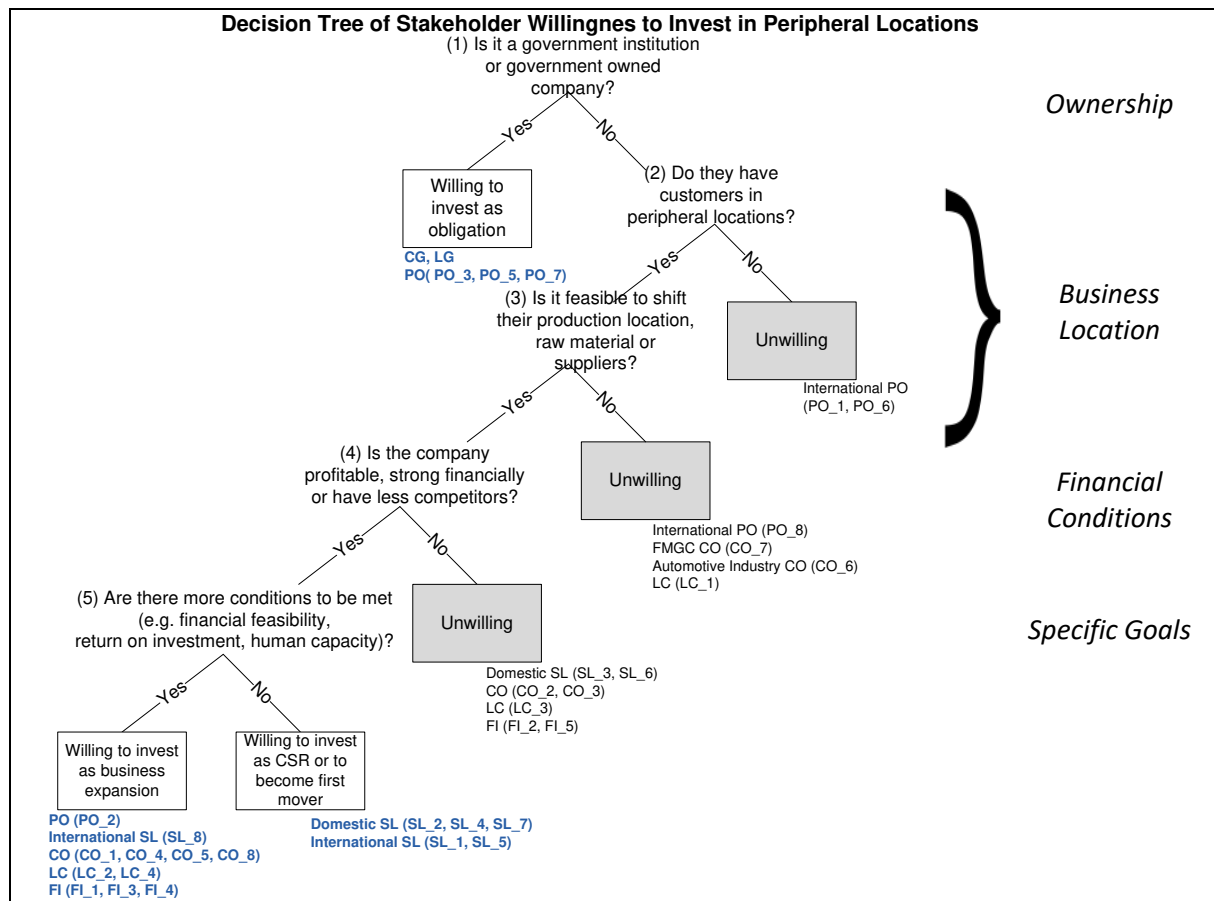 Decision Tree of Stakeholder Willingnes to Invest in Peripheral Locations
(1) Is it a government institution
or government owned
company?
Ownership
Yes
No
Willing to
invest as
obligation
CG, LG
PO( PO_3, PO_5, PO_7)
(2) Do they have
customers in
peripheral locations?
Business
Location
Yes
No
(3) Is it feasible to shift
their production location,
raw material or
suppliers?
Unwilling
International PO
(PO_1, PO_6)
Yes
No
(4) Is the company
profitable, strong financially
or have less competitors?
Unwilling
International PO (PO_8)
FMGC CO (CO_7)
Automotive Industry CO (CO_6)
LC (LC_1)
Financial
Conditions
Yes
No
(5) Are there more conditions to be met
(e.g. financial feasibility,
return on investment, human capacity)?
Unwilling
Domestic SL (SL_3, SL_6)
CO (CO_2, CO_3)
LC (LC_3)
FI (FI_2, FI_5)
Specific Goals
Yes
No
Willing to invest
as business
expansion
PO (PO_2)
International SL (SL_8)
CO (CO_1, CO_4, CO_5, CO_8)
LC (LC_2, LC_4)
FI (FI_1, FI_3, FI_4)
Willing to invest
as CSR or to
become first
mover
Domestic SL (SL_2, SL_4, SL_7)
International SL (SL_1, SL_5)